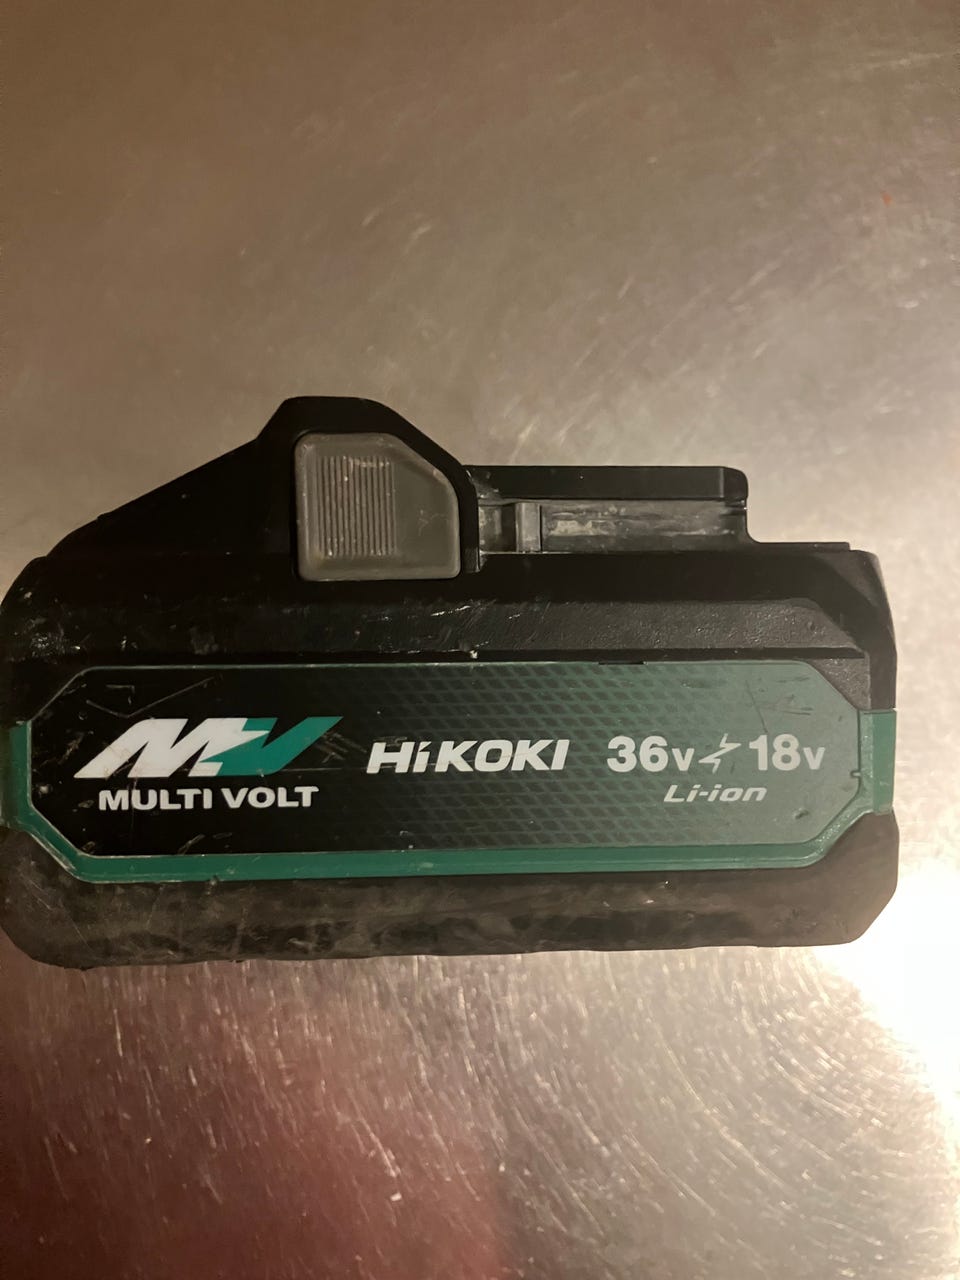 MV
MULTI VOLT
HiKOKI
36v 18v
Li-ion